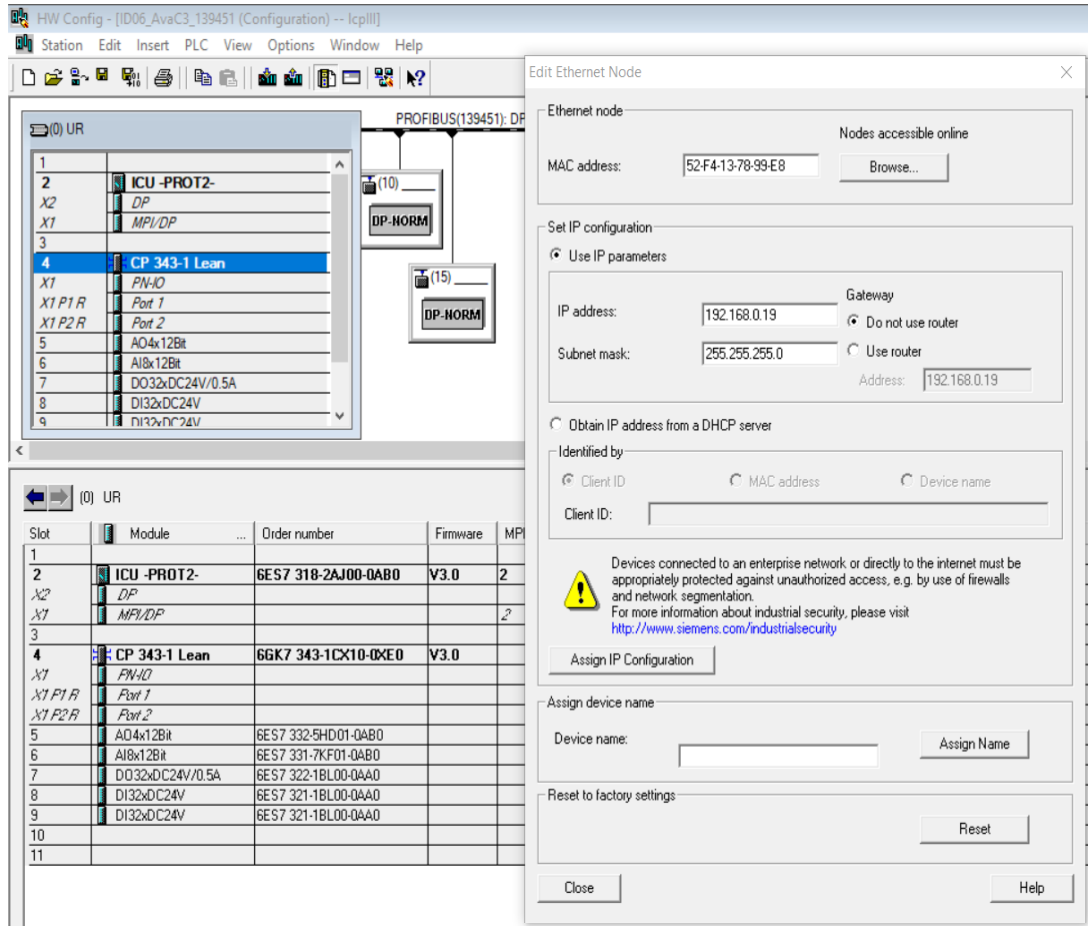 HW Config - [ID06_AvaC3_139451 (Configuration) -- IcpIII]
Station Edit Insert PLC View Options Window Help
(0) UR
1
2 ICU -PROT2-
X2 DP
X1 MPI/DP
3
4 CP 343-1 Lean
X1 PN-IO
X1 P1 R Port 1
X1 P2 R Port 2
5 AO4x12Bit
6 AI8x12Bit
7 DO32xDC24V/0.5A
8 DI32xDC24V
9 DI32xDC24V
PROFIBUS(139451): DP
(10)
DP-NORM
(15)
DP-NORM
(0) UR
Slot Module ... Order number Firmware MPI
1
2 ICU -PROT2- 6ES7 318-2AJ00-0AB0 V3.0 2
X2 DP
X1 MPI/DP 2
3
4 CP 343-1 Lean 6GK7 343-1CX10-0XE0 V3.0
X1 PN-IO
X1 P1 R Port 1
X1 P2 R Port 2
5 AO4x12Bit 6ES7 332-5HD01-0AB0
6 AI8x12Bit 6ES7 331-7KF01-0AB0
7 DO32xDC24V/0.5A 6ES7 322-1BL00-0AA0
8 DI32xDC24V 6ES7 321-1BL00-0AA0
9 DI32xDC24V 6ES7 321-1BL00-0AA0
10
11
Edit Ethernet Node
Ethernet node
Nodes accessible online
MAC address: 52-F4-13-78-99-E8 Browse...
Set IP configuration
Use IP parameters
Gateway
IP address: 192.168.0.19 Do not use router
Subnet mask: 255.255.255.0 Use router
Address: 192.168.0.19
Obtain IP address from a DHCP server
Identified by
Client ID MAC address Device name
Client ID:
Devices connected to an enterprise network or directly to the internet must be
appropriately protected against unauthorized access, e.g. by use of firewalls
and network segmentation.
For more information about industrial security, please visit
http://www.siemens.com/industrialsecurity
Assign IP Configuration
Assign device name
Device name: Assign Name
Reset to factory settings
Reset
Close Help